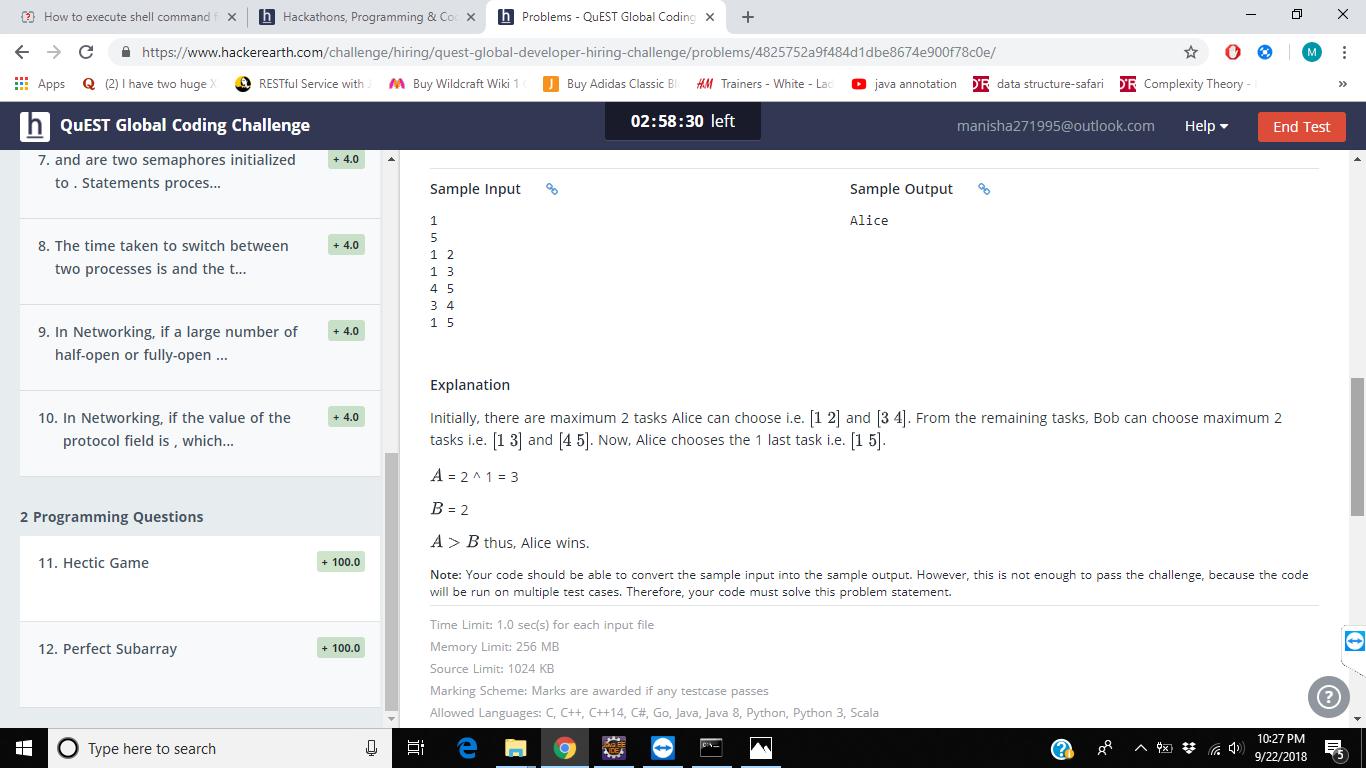 How to execute shell command f
Hackathons, Programming & Co
Problems - QuEST Global Coding
https://www.hackerearth.com/challenge/hiring/quest-global-developer-hiring-challenge/problems/4825752a9f484d1dbe8674e900f78c0e/
M
Apps
(2) I have two huge X
RESTful Service with J
Buy Wildcraft Wiki 1
Buy Adidas Classic Bl
Trainers - White - Lad
java annotation
data structure-safari
Complexity Theory -
»
h QuEST Global Coding Challenge
02:58:30 left
manisha271995@outlook.com
Help
End Test
7. and are two semaphores initialized
to . Statements proces...
+ 4.0
8. The time taken to switch between
two processes is and the t...
+ 4.0
9. In Networking, if a large number of
half-open or fully-open ...
+ 4.0
10. In Networking, if the value of the
protocol field is , which...
+ 4.0
2 Programming Questions
11. Hectic Game
+ 100.0
12. Perfect Subarray
+ 100.0
Sample Input
1
5
1 2
1 3
4 5
3 4
1 5
Sample Output
Alice
Explanation
Initially, there are maximum 2 tasks Alice can choose i.e. [1 2] and [3 4]. From the remaining tasks, Bob can choose maximum 2
tasks i.e. [1 3] and [4 5]. Now, Alice chooses the 1 last task i.e. [1 5].
A = 2 ^ 1 = 3
B = 2
A > B thus, Alice wins.
Note: Your code should be able to convert the sample input into the sample output. However, this is not enough to pass the challenge, because the code
will be run on multiple test cases. Therefore, your code must solve this problem statement.
Time Limit: 1.0 sec(s) for each input file
Memory Limit: 256 MB
Source Limit: 1024 KB
Marking Scheme: Marks are awarded if any testcase passes
Allowed Languages: C, C++, C++14, C#, Go, Java, Java 8, Python, Python 3, Scala
Type here to search
10:27 PM
9/22/2018
5